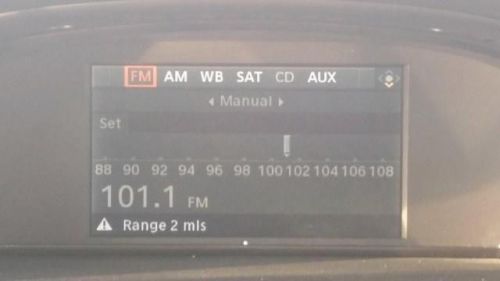 FM AM WB SAT CD AUX
Manual
Set
88 90 92 94 96 98 100 102 104 106 108
101.1 FM
Range 2 mls